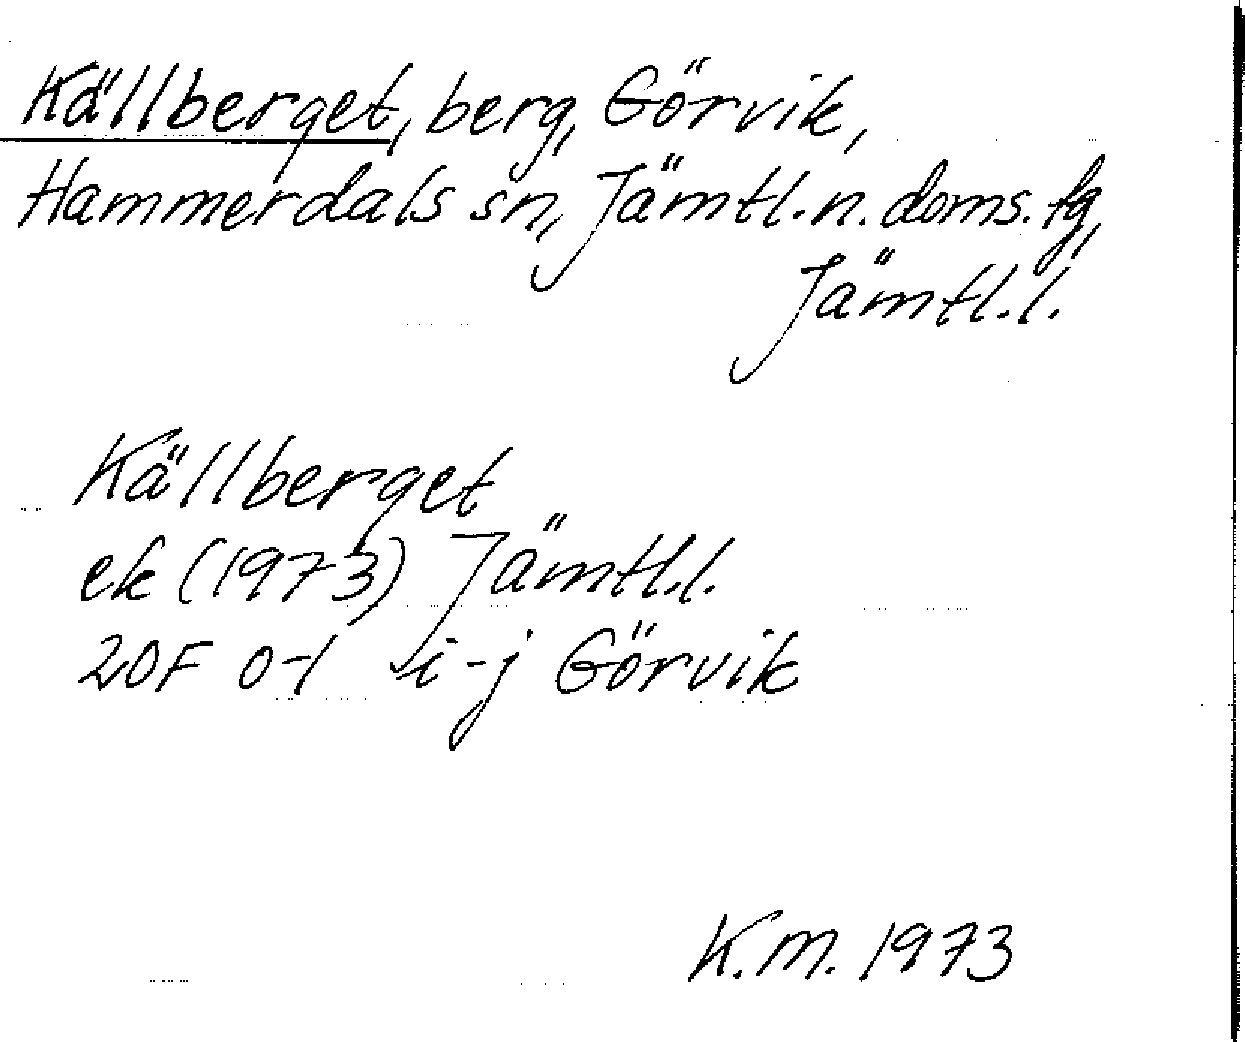 Källberget, berg, Görvik,
Hammerdals sn, Jämtl. n. doms. fg,
Jämtl. l.
Källberget
ek (1973) Jämtl. l.
20F 0-1 i-j Görvik
K.M. 1973